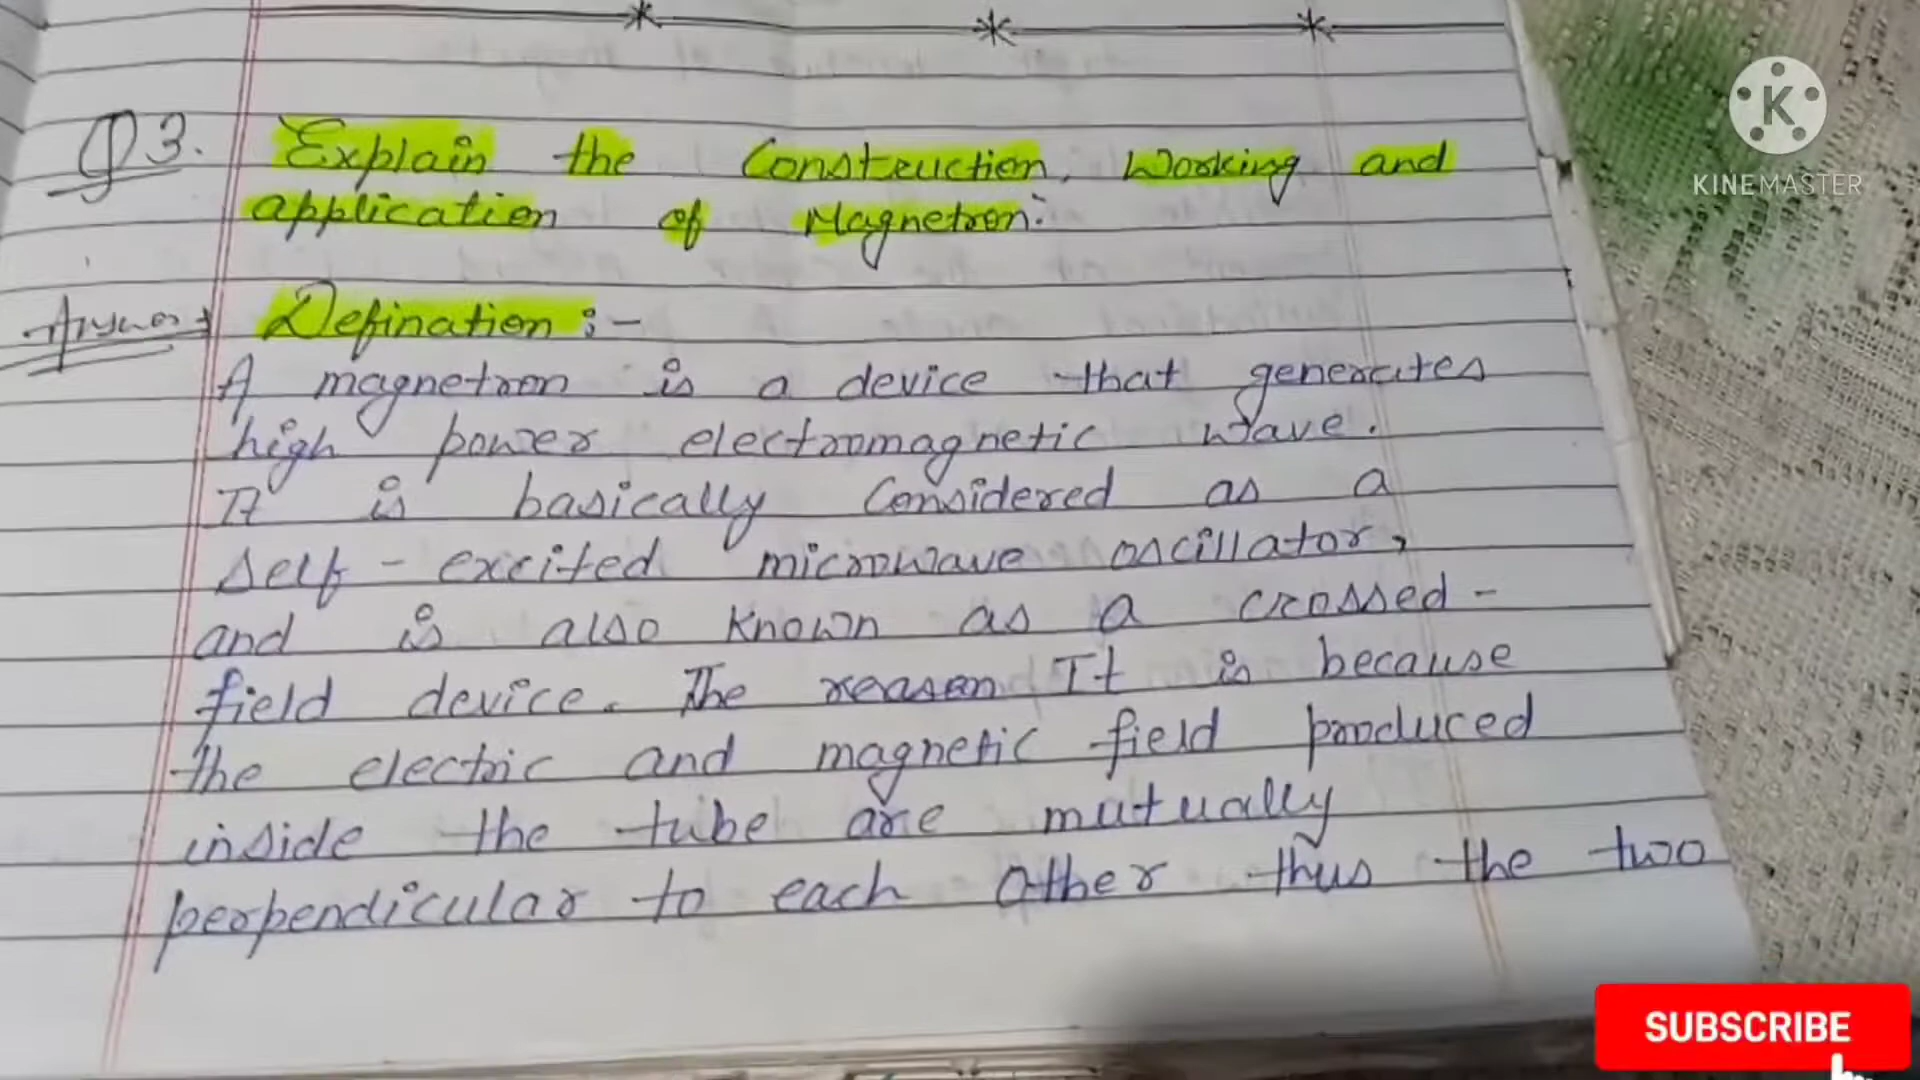 Q3. Explain the Construction, Working and
application of Magnetron:
Answer Defination :-
A magnetron is a device that generates
high power electromagnetic wave.
It is basically Considered as a
self - excited microwave oscillator,
and is also known as a crossed -
field device. The reason It is because
the electric and magnetic field produced
inside the tube are mutually
perpendicular to each other thus the two
K
KINEMASTER
SUBSCRIBE